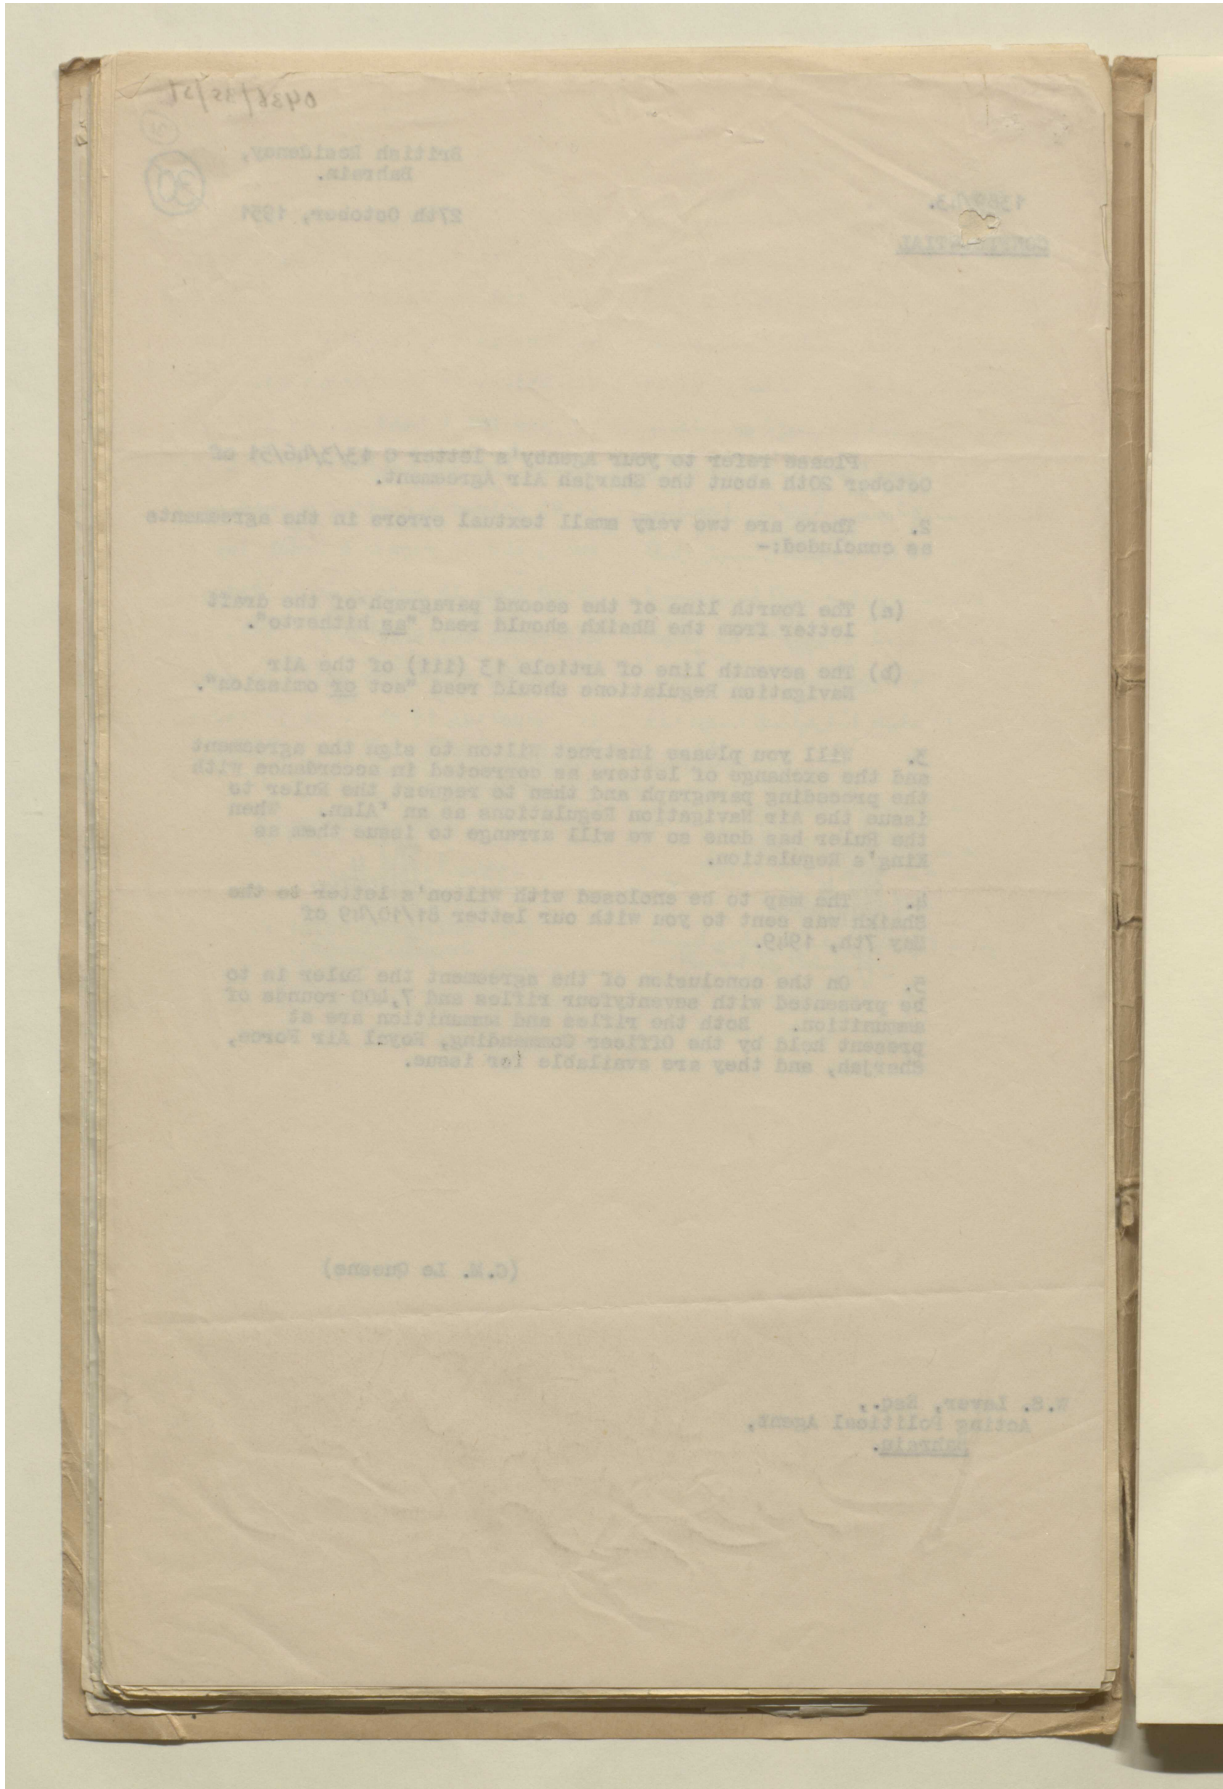 0436/35/51
British Residency,
Bahrain.
27th October, 1951
CONFIDENTIAL
Please refer to your Agency's letter C 13/3/46/51 of
October 20th about the Sharjah Air Agreement.
2. There are two very small textual errors in the agreements
as concluded:-
(a) The fourth line of the second paragraph of the draft
letter from the Shaikh should read "as hitherto".
(b) The seventh line of Article 13 (iii) of the Air
Navigation Regulations should read "act or omission".
3. Will you please instruct Wilton to sign the agreement
and the exchange of letters as corrected in accordance with
the preceding paragraph and then to request the Ruler to
issue the Air Navigation Regulations as an 'Alan. When
the Ruler has done so we will arrange to issue them as
King's Regulation.
4. The map to be enclosed with Wilton's letter to the
Shaikh was sent to you with our letter 81/10/49 of
May 7th, 1949.
5. On the conclusion of the agreement the Ruler is to
be presented with seventyfour rifles and 7,400 rounds of
ammunition. Both the rifles and ammunition are at
present held by the Officer Commanding, Royal Air Force,
Sharjah, and they are available for issue.
(C.M. Le Quesne)
W.S. Laver, Esq.,
Acting Political Agent,
Bahrain.